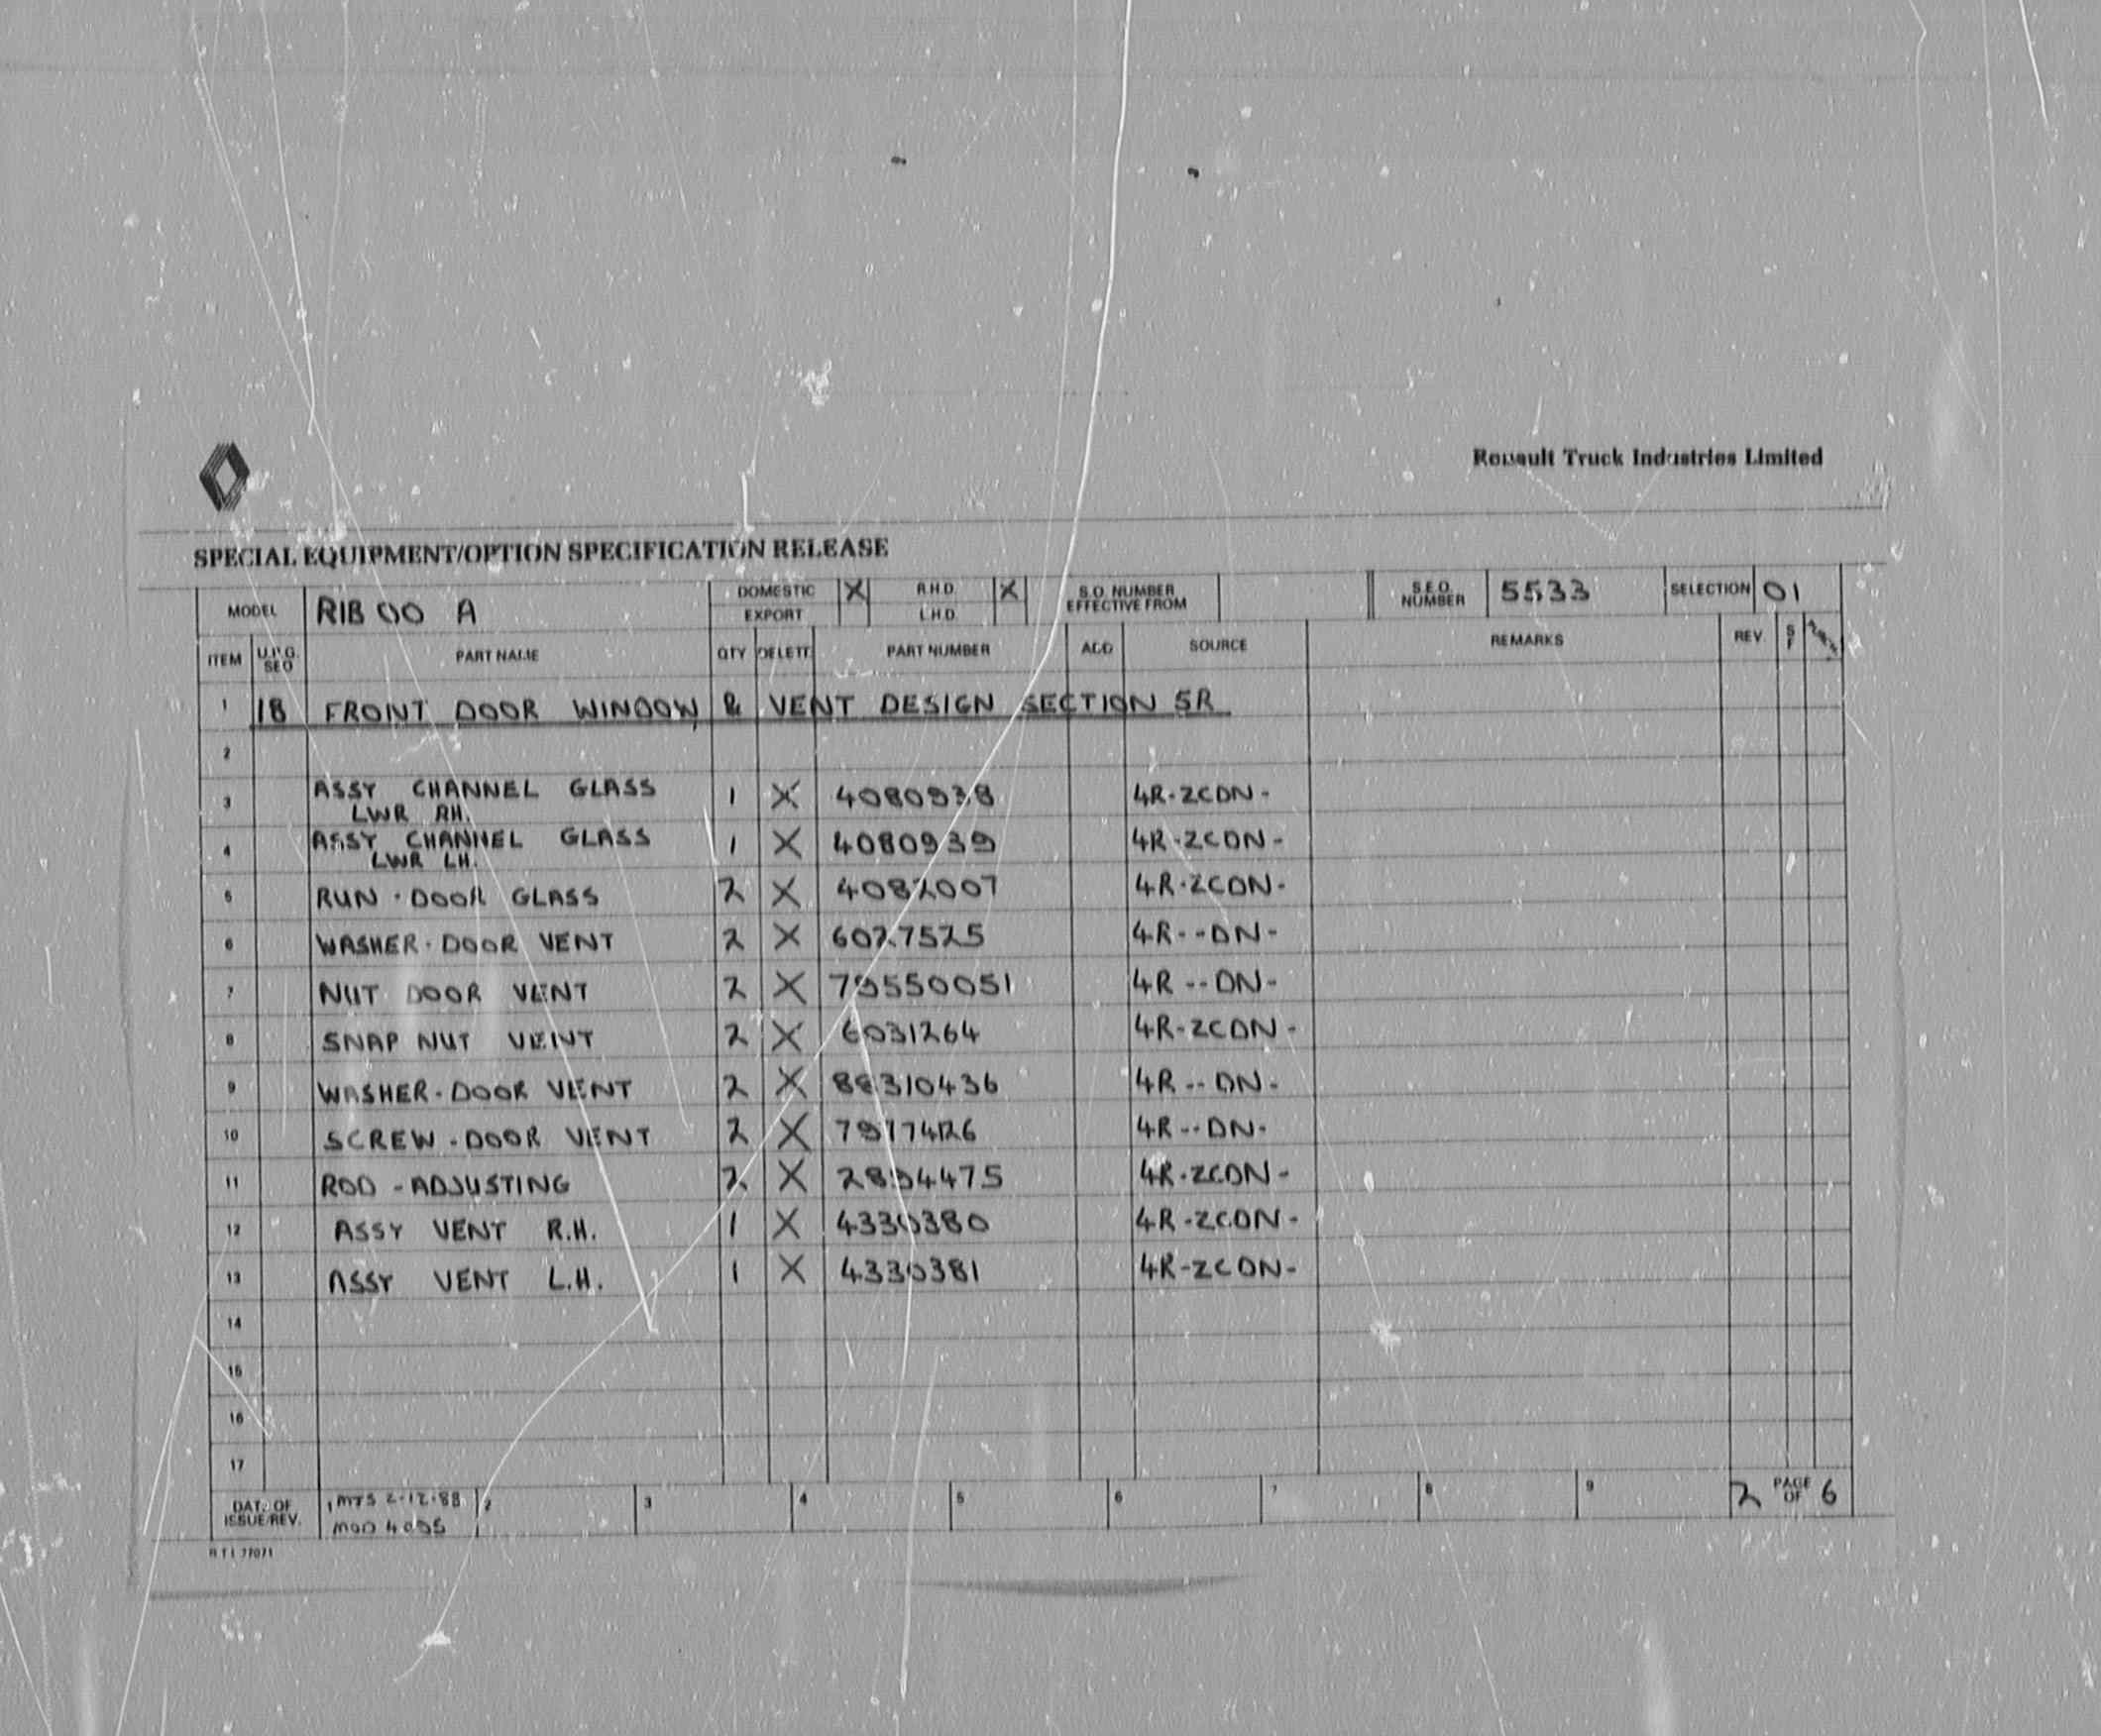 Renault Truck Industries Limited
SPECIAL EQUIPMENT/OPTION SPECIFICATION RELEASE
MODEL RIB 00 A DOMESTIC X R.H.D. X S.O. NUMBER EFFECTIVE FROM S.E.O. NUMBER 5533 SELECTION 01
EXPORT L.H.D.
ITEM U.P.G. SEQ PART NAME QTY DELETE PART NUMBER ADD SOURCE REMARKS REV. S F
1 18 FRONT DOOR WINDOW & VENT DESIGN SECTION 5R
2
3 ASSY CHANNEL GLASS LWR RH. 1 X 4080938 4R-ZCDN-
4 ASSY CHANNEL GLASS LWR LH. 1 X 4080939 4R-ZCDN-
5 RUN - DOOR GLASS 2 X 4082007 4R-ZCDN-
6 WASHER - DOOR VENT 2 X 6027525 4R--DN-
7 NUT DOOR VENT 2 X 79550051 4R--DN-
8 SNAP NUT VENT 2 X 6031264 4R-ZCDN-
9 WASHER - DOOR VENT 2 X 88310436 4R--DN-
10 SCREW - DOOR VENT 2 X 4R--DN-
11 ROD - ADJUSTING 2 X 4R-ZCDN-
12 ASSY VENT R.H. 1 X 4330380 4R-ZCDN-
13 ASSY VENT L.H. 1 X 4330381 4R-ZCDN-
14
15
16
17
DATE OF ISSUE/REV. 1 MTS 2-12-88 2 3 4 5 6 7 8 9 2 PAGE OF 6
MOD
R.T.I. 77071